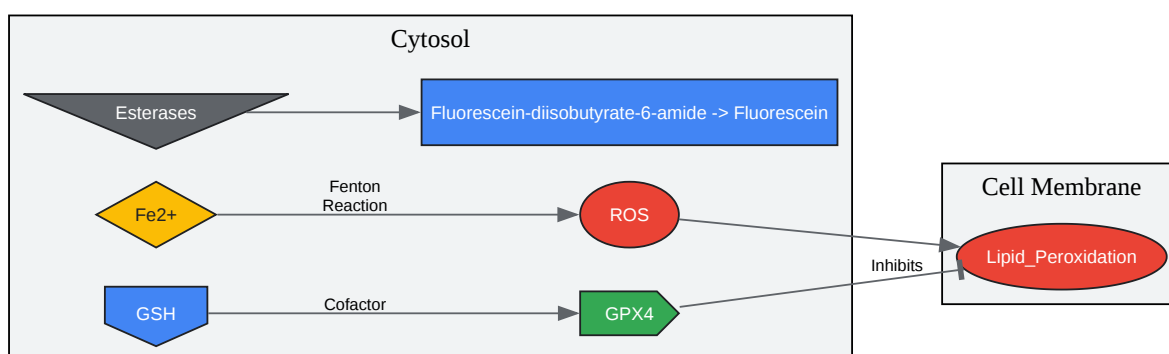 Cytosol
Esterases
Fluorescein-diisobutyrate-6-amide -> Fluorescein
Fe2+
Fenton
Reaction
ROS
GSH
Cofactor
GPX4
Inhibits
Cell Membrane
Lipid_Peroxidation